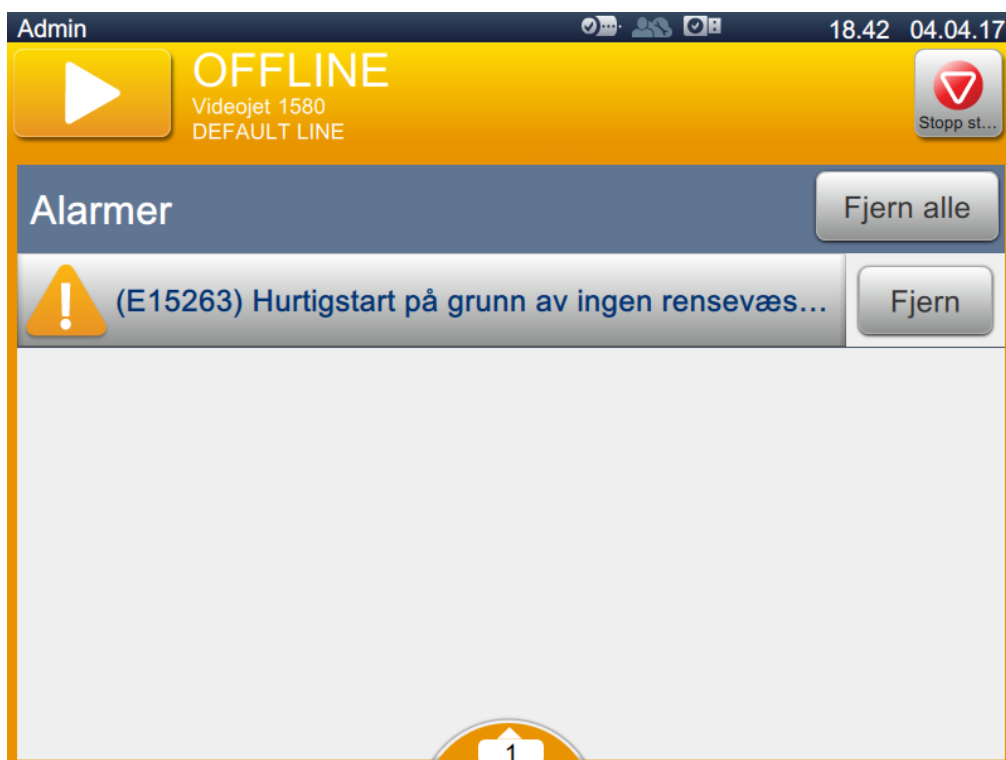 Admin
18.42 04.04.17
OFFLINE
Videojet 1580
DEFAULT LINE
Stopp st...
Alarmer
Fjern alle
(E15263) Hurtigstart på grunn av ingen rensevæs...
Fjern
1